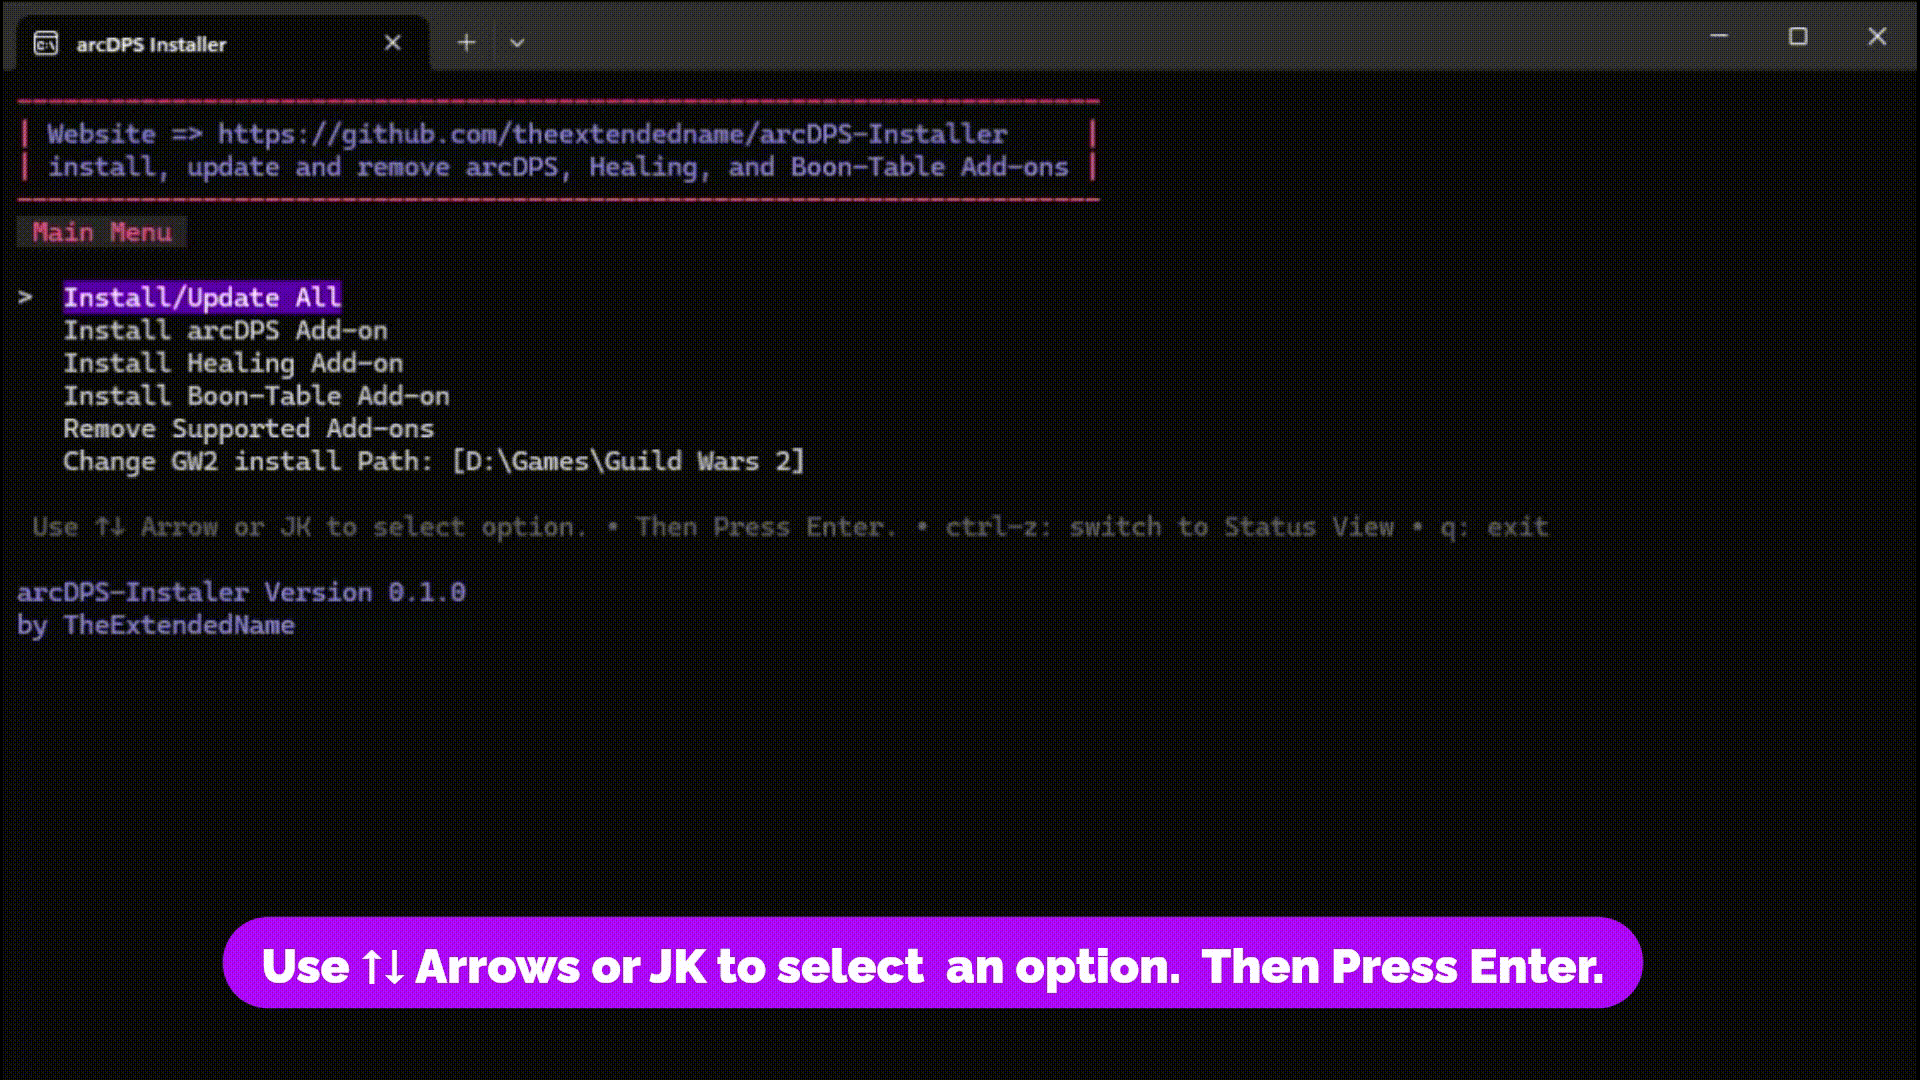 arcDPS Installer
Website => https://github.com/theextendedname/arcDPS-Installer
install, update and remove arcDPS, Healing, and Boon-Table Add-ons
Main Menu
> Install/Update All
Install arcDPS Add-on
Install Healing Add-on
Install Boon-Table Add-on
Remove Supported Add-ons
Change GW2 install Path: [D:\Games\Guild Wars 2]
Use ↑↓ Arrow or JK to select option. • Then Press Enter. • ctrl-z: switch to Status View • q: exit
arcDPS-Instaler Version 0.1.0
by TheExtendedName
Use ↑↓ Arrows or JK to select an option. Then Press Enter.